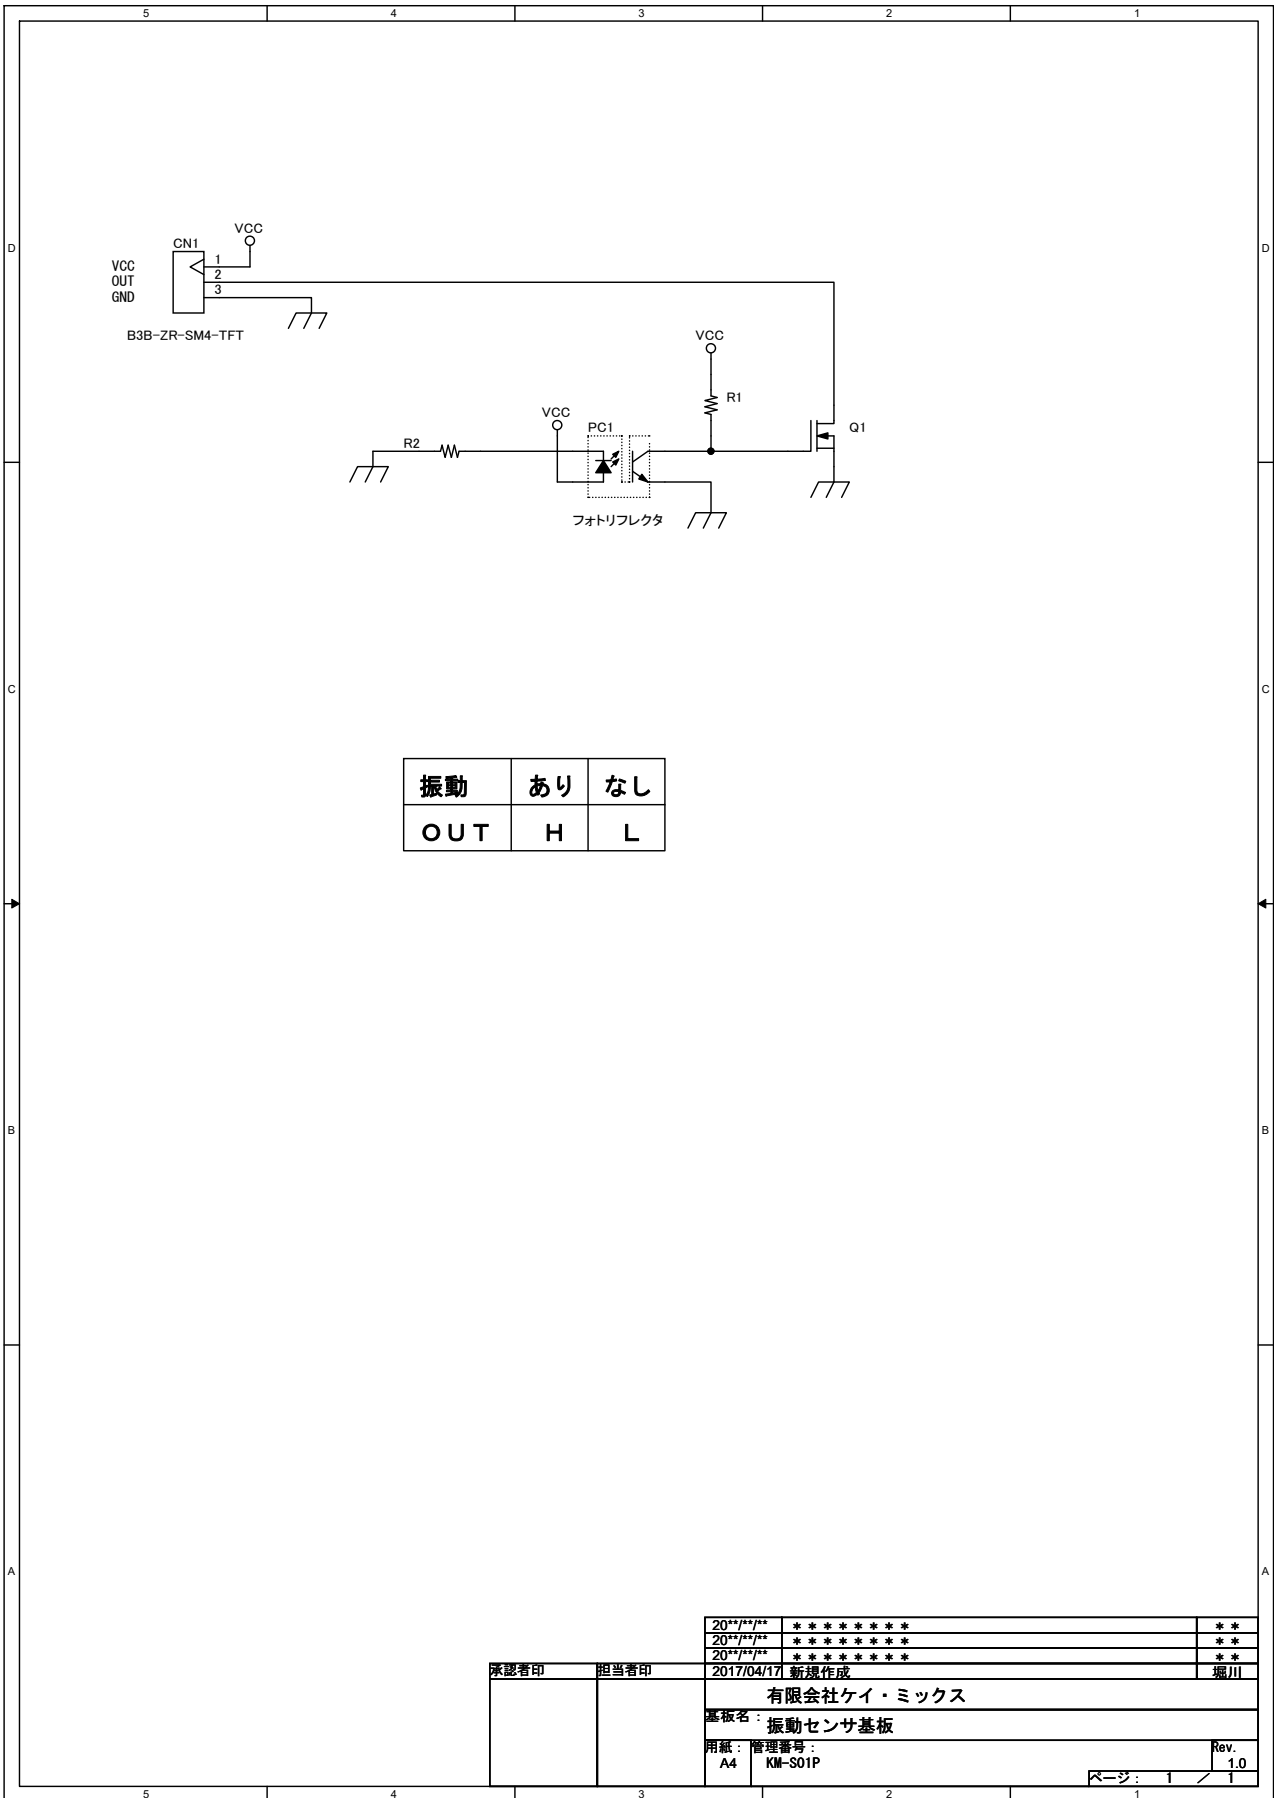 5 4 3 2 1
D D
C C
B B
A A
VCC
CN1
VCC 1
OUT 2
GND 3
B3B-ZR-SM4-TFT
VCC
R1
VCC
PC1
R2
Q1
フォトリフレクタ
振動 あり なし
OUT H L
20**/**/** ******** **
20**/**/** ******** **
20**/**/** ******** **
承認者印 担当者印 2017/04/17 新規作成 堀川
有限会社ケイ・ミックス
基板名: 振動センサ基板
用紙: 管理番号: Rev.
A4 KM-S01P 1.0
ページ: 1 / 1
5 4 3 2 1